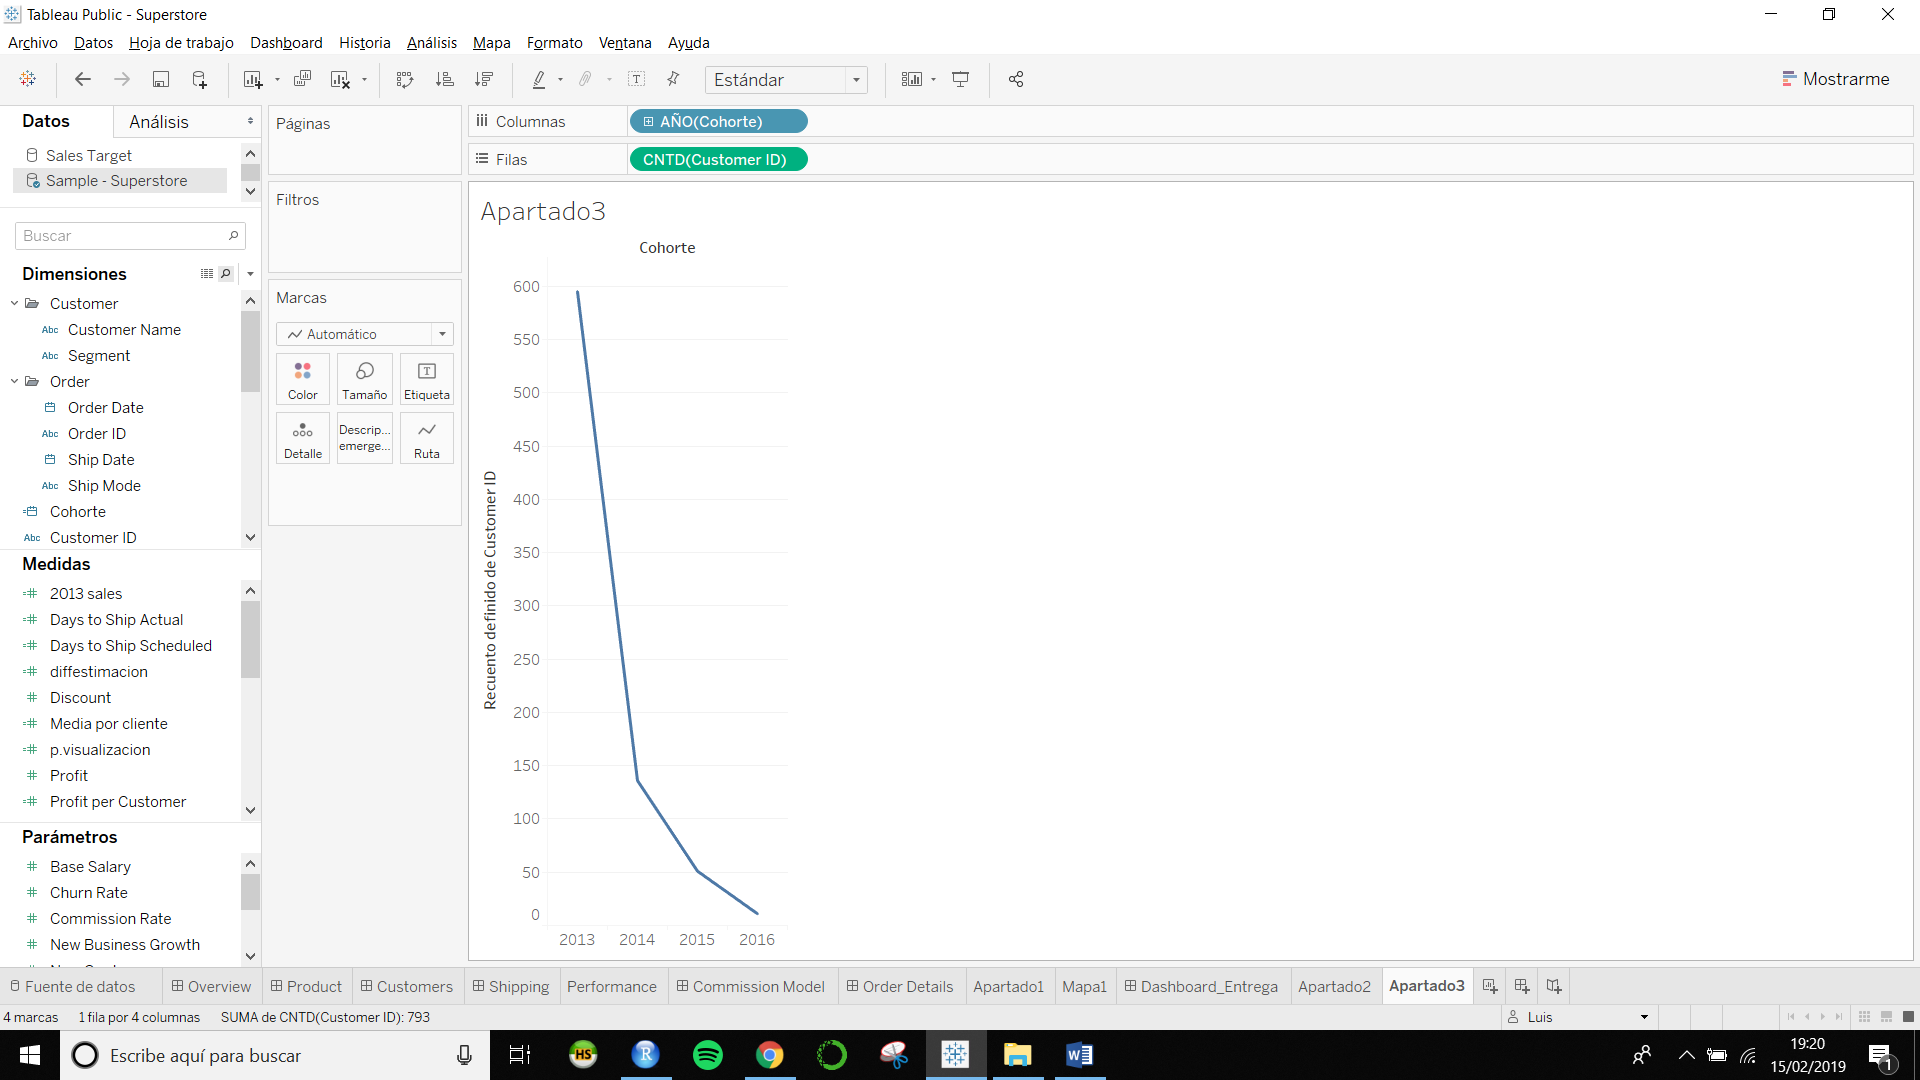 Tableau Public - Superstore
Archivo Datos Hoja de trabajo Dashboard Historia Análisis Mapa Formato Ventana Ayuda
Estándar
Mostrarme
Datos
Análisis
Sales Target
Sample - Superstore
Buscar
Dimensiones
Customer
Abc Customer Name
Abc Segment
Order
Order Date
Abc Order ID
Ship Date
Abc Ship Mode
Cohorte
Abc Customer ID
Medidas
2013 sales
Days to Ship Actual
Days to Ship Scheduled
diffestimacion
Discount
Media por cliente
p.visualizacion
Profit
Profit per Customer
Parámetros
Base Salary
Churn Rate
Commission Rate
New Business Growth
Páginas
Filtros
Marcas
Automático
Color Tamaño Etiqueta
Detalle
Descrip...
emerge...
Ruta
Columnas AÑO(Cohorte)
Filas CNTD(Customer ID)
Apartado3
Cohorte
Recuento definido de Customer ID
600
550
500
450
400
350
300
250
200
150
100
50
0
2013 2014 2015 2016
Fuente de datos Overview Product Customers Shipping Performance Commission Model Order Details Apartado1 Mapa1 Dashboard_Entrega Apartado2 Apartado3
4 marcas 1 fila por 4 columnas SUMA de CNTD(Customer ID): 793
Luis
Escribe aquí para buscar
HS
R
W
19:20
15/02/2019
1